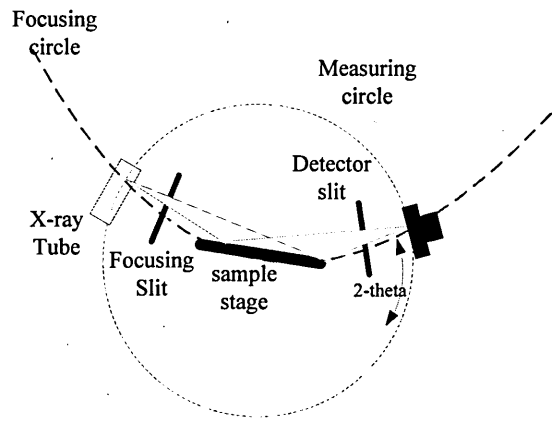 Focusing
circle
Measuring
circle
Detector
slit
X-ray
Tube
Focusing
Slit
sample
stage
2-theta